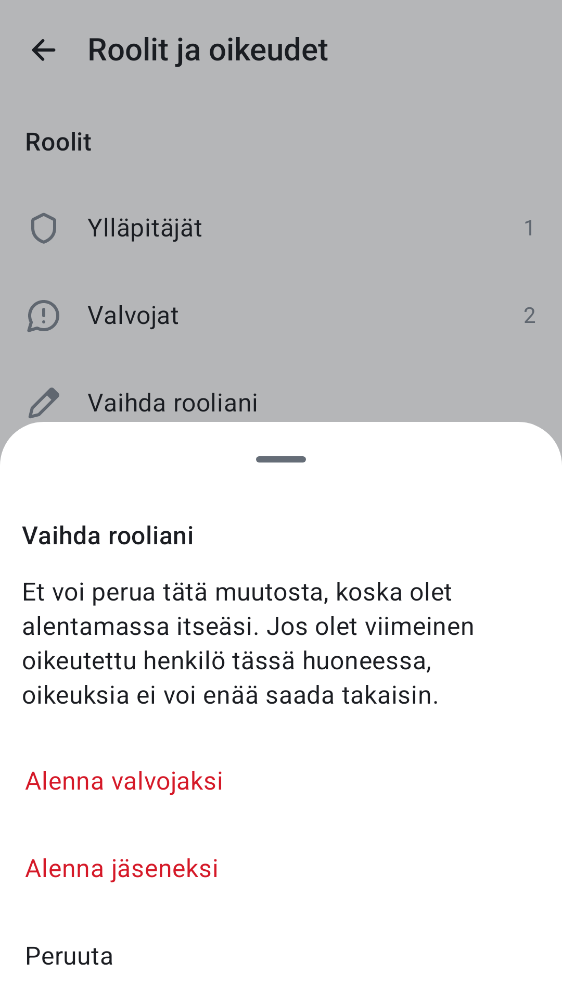 Roolit ja oikeudet
Roolit
Ylläpitäjät 1
Valvojat 2
Vaihda rooliani
Vaihda rooliani
Et voi perua tätä muutosta, koska olet
alentamassa itseäsi. Jos olet viimeinen
oikeutettu henkilö tässä huoneessa,
oikeuksia ei voi enää saada takaisin.
Alenna valvojaksi
Alenna jäseneksi
Peruuta